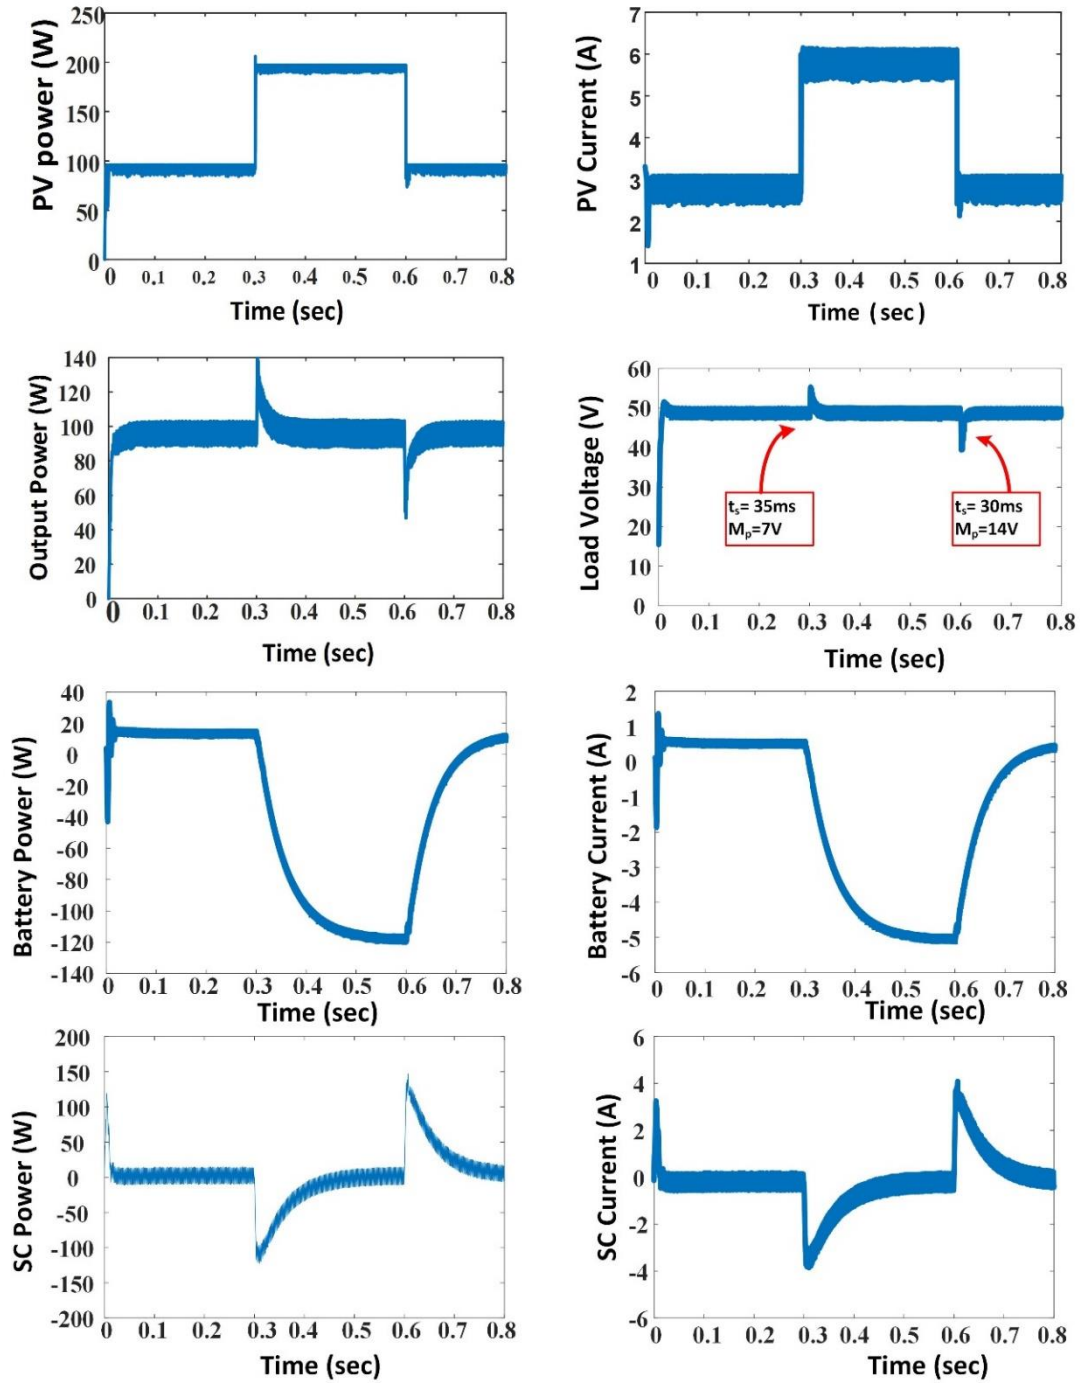 250
200
150
100
50
0
PV power (W)
0 0.1 0.2 0.3 0.4 0.5 0.6 0.7 0.8
Time (sec)
7
6
5
4
3
2
1
PV Current (A)
0 0.1 0.2 0.3 0.4 0.5 0.6 0.7 0.8
Time ( sec)
140
120
100
80
60
40
20
0
Output Power (W)
0 0.1 0.2 0.3 0.4 0.5 0.6 0.7 0.8
Time (sec)
60
50
40
30
20
10
0
Load Voltage (V)
tₛ= 35ms
Mₚ=7V
tₛ= 30ms
Mₚ=14V
0 0.1 0.2 0.3 0.4 0.5 0.6 0.7 0.8
Time (sec)
40
20
0
-20
-40
-60
-80
-100
-120
-140
Battery Power (W)
0 0.1 0.2 0.3 0.4 0.5 0.6 0.7 0.8
Time (sec)
2
1
0
-1
-2
-3
-4
-5
-6
Battery Current (A)
0 0.1 0.2 0.3 0.4 0.5 0.6 0.7 0.8
Time (sec)
200
150
100
50
0
-50
-100
-150
-200
SC Power (W)
0 0.1 0.2 0.3 0.4 0.5 0.6 0.7 0.8
Time (sec)
6
4
2
0
-2
-4
-6
SC Current (A)
0 0.1 0.2 0.3 0.4 0.5 0.6 0.7 0.8
Time (sec)